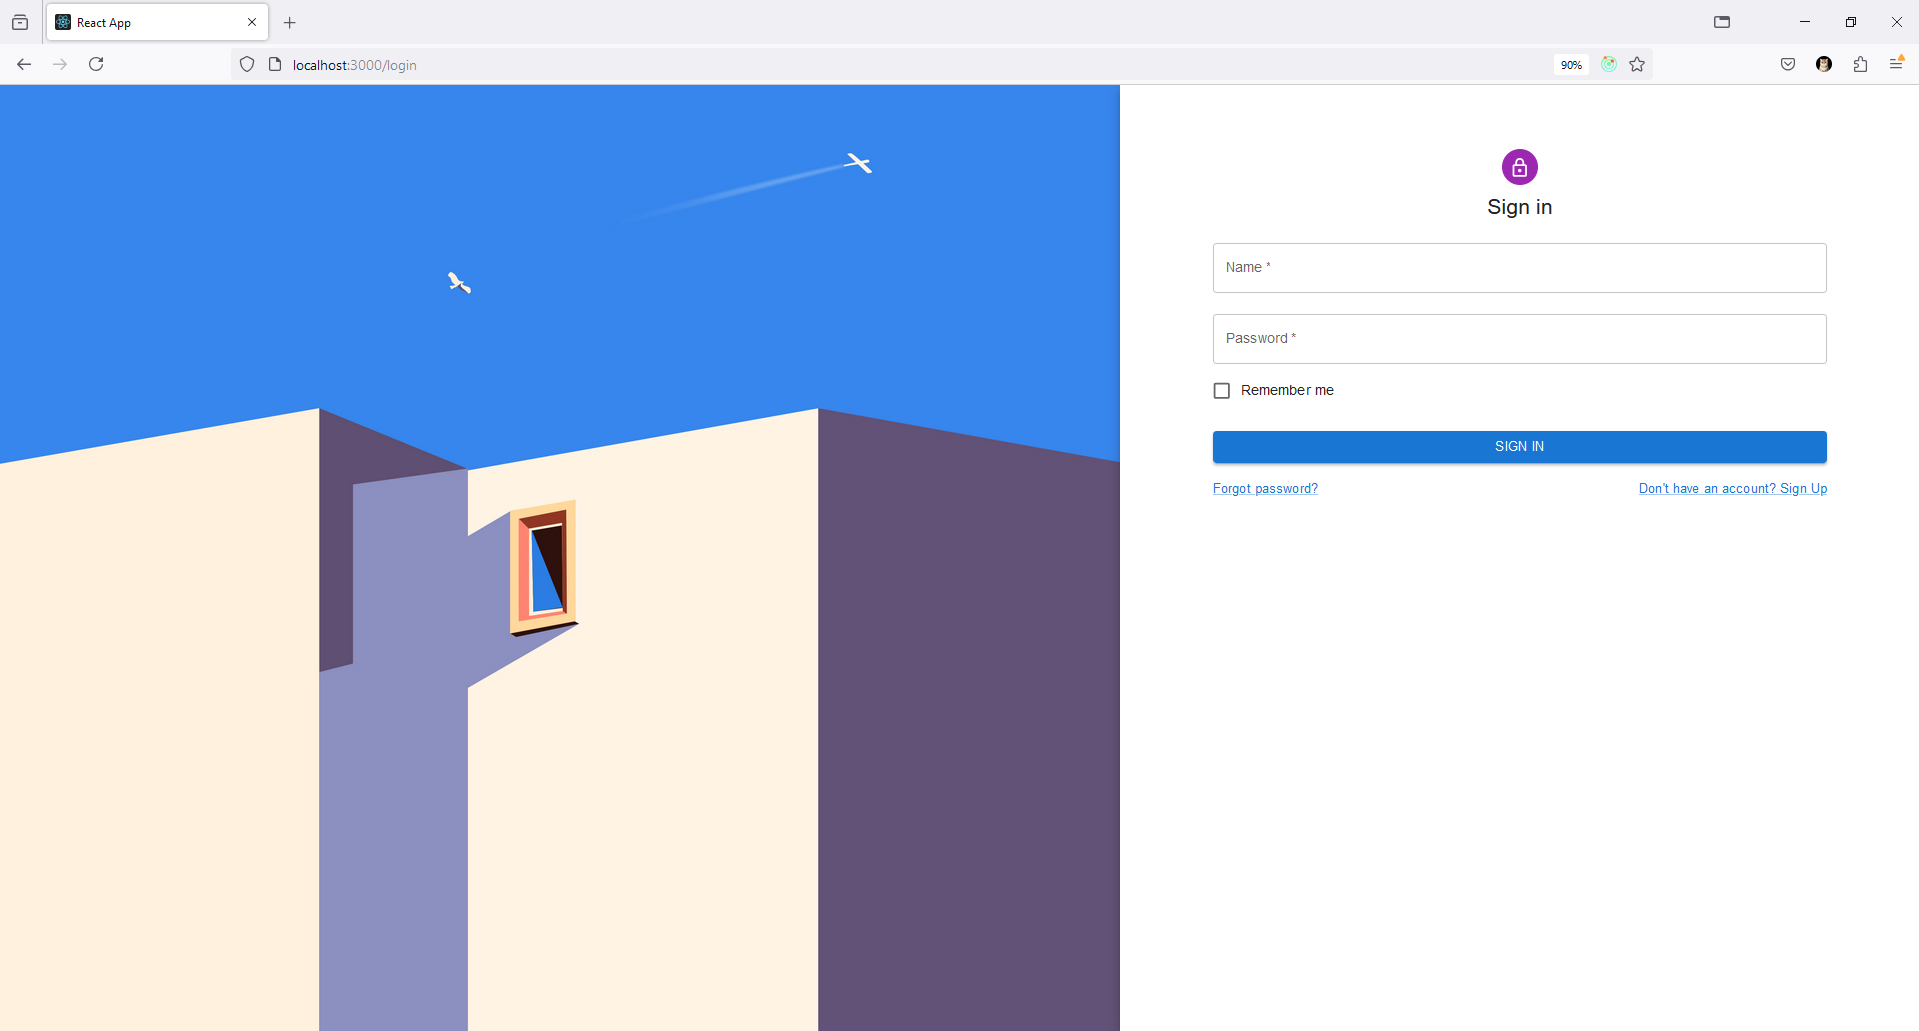 React App
localhost:3000/login
90%
Sign in
Name *
Password *
Remember me
SIGN IN
Forgot password?
Don't have an account? Sign Up